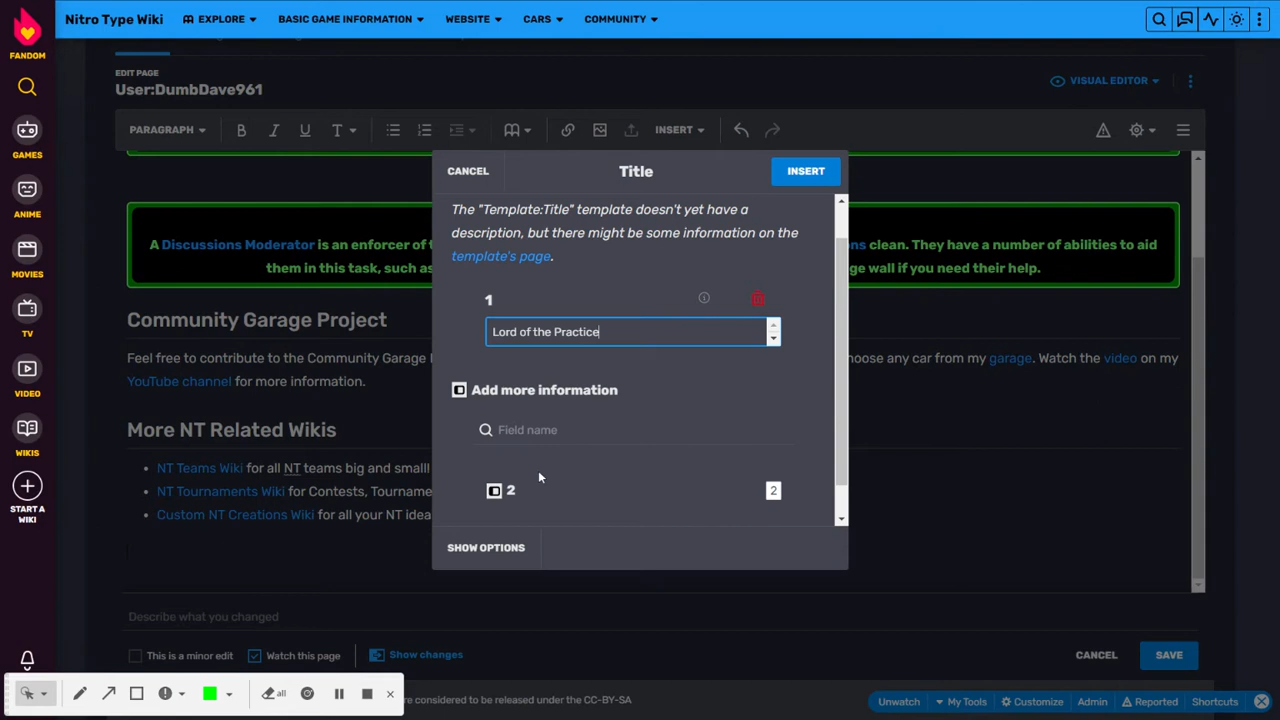 FANDOM
GAMES
ANIME
MOVIES
TV
VIDEO
WIKIS
START A
WIKI
Nitro Type Wiki EXPLORE BASIC GAME INFORMATION WEBSITE CARS COMMUNITY
EDIT PAGE
User:DumbDave961
VISUAL EDITOR
PARAGRAPH B I U T INSERT
CANCEL Title INSERT
The "Template:Title" template doesn't yet have a
description, but there might be some information on the
template's page.
1
Lord of the Practice
Add more information
Field name
2 2
SHOW OPTIONS
A Discussions Moderator is an enforcer of clean. They have a number of abilities to aid
them in this task, such as wall if you need their help.
Community Garage Project
Feel free to contribute to the Community Garage any car from my garage. Watch the video on my
YouTube channel for more information.
More NT Related Wikis
NT Teams Wiki for all NT teams big and small!
NT Tournaments Wiki for Contests,
Custom NT Creations Wiki for all your NT
Describe what you changed
This is a minor edit Watch this page Show changes CANCEL SAVE
considered to be released under the CC-BY-SA
all
Unwatch My Tools Customize Admin Reported Shortcuts